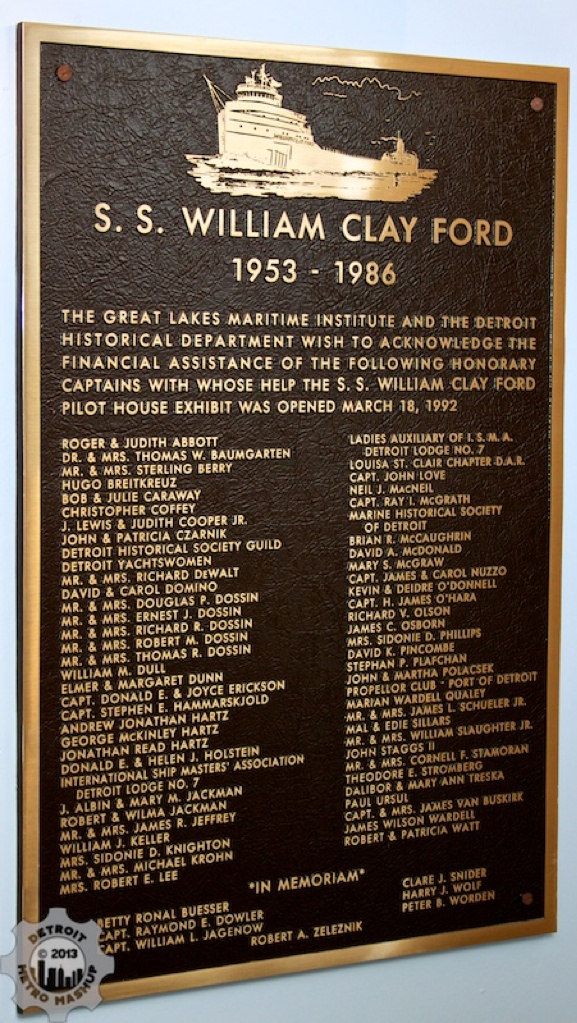 S. S. WILLIAM CLAY FORD
1953 - 1986
THE GREAT LAKES MARITIME INSTITUTE AND THE DETROIT
HISTORICAL DEPARTMENT WISH TO ACKNOWLEDGE THE
FINANCIAL ASSISTANCE OF THE FOLLOWING HONORARY
CAPTAINS WITH WHOSE HELP THE S. S. WILLIAM CLAY FORD
PILOT HOUSE EXHIBIT WAS OPENED MARCH 18, 1992
ROGER & JUDITH ABBOTT
DR. & MRS. THOMAS W. BAUMGARTEN
MR. & MRS. STERLING BERRY
HUGO BREITKREUZ
BOB & JULIE CARAWAY
CHRISTOPHER COFFEY
J. LEWIS & JUDITH COOPER JR.
JOHN & PATRICIA CZARNIK
DETROIT HISTORICAL SOCIETY GUILD
DETROIT YACHTSWOMEN
MR. & MRS. RICHARD DeWALT
DAVID & CAROL DOMINO
MR. & MRS. DOUGLAS P. DOSSIN
MR. & MRS. ERNEST J. DOSSIN
MR. & MRS. RICHARD R. DOSSIN
MR. & MRS. ROBERT M. DOSSIN
MR. & MRS. THOMAS R. DOSSIN
WILLIAM M. DULL
ELMER & MARGARET DUNN
CAPT. DONALD E. & JOYCE ERICKSON
CAPT. STEPHEN E. HAMMARSKJOLD
ANDREW JONATHAN HARTZ
GEORGE McKINLEY HARTZ
JONATHAN READ HARTZ
DONALD E. & HELEN J. HOLSTEIN
INTERNATIONAL SHIP MASTERS' ASSOCIATION
DETROIT LODGE NO. 7
J. ALBIN & MARY M. JACKMAN
ROBERT & WILMA JACKMAN
MR. & MRS. JAMES R. JEFFREY
WILLIAM J. KELLER
MRS. SIDONIE D. KNIGHTON
MR. & MRS. MICHAEL KROHN
MRS. ROBERT E. LEE
LADIES AUXILIARY OF I. S. M. A.
DETROIT LODGE NO. 7
LOUISA ST. CLAIR CHAPTER D.A.R.
CAPT. JOHN LOVE
NEIL J. MacNEIL
CAPT. RAY I. McGRATH
MARINE HISTORICAL SOCIETY
OF DETROIT
BRIAN R. McCAUGHRIN
DAVID A. McDONALD
MARY S. McGRAW
CAPT. JAMES & CAROL NUZZO
KEVIN & DEIDRE O'DONNELL
CAPT. H. JAMES O'HARA
RICHARD V. OLSON
JAMES C. OSBORN
MRS. SIDONIE D. PHILLIPS
DAVID K. PINCOMBE
STEPHAN P. PLAFCHAN
JOHN & MARTHA POLACSEK
PROPELLOR CLUB - PORT OF DETROIT
MARIAN WARDELL QUALEY
MR. & MRS. JAMES L. SCHUELER JR.
MAL & EDIE SILLARS
MR. & MRS. WILLIAM SLAUGHTER JR.
JOHN STAGGS II
MR. & MRS. CORNELL F. STAMORAN
THEODORE E. STROMBERG
DALIBOR & MARY ANN TRESKA
PAUL URSUL
CAPT. & MRS. JAMES VAN BUSKIRK
JAMES WILSON WARDELL
ROBERT & PATRICIA WATT
"IN MEMORIAM"
BETTY RONAL BUESSER
CAPT. RAYMOND E. DOWLER
CAPT. WILLIAM L. JAGENOW
ROBERT A. ZELEZNIK
CLARE J. SNIDER
HARRY J. WOLF
PETER B. WORDEN
DETROIT
© 2013
METRO MASHUP